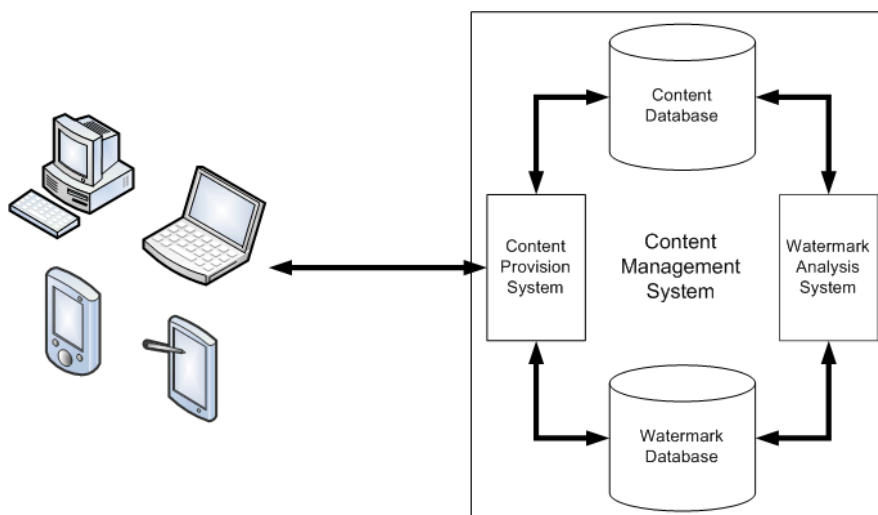 Content
Database
Content
Provision
System
Content
Management
System
Watermark
Analysis
System
Watermark
Database